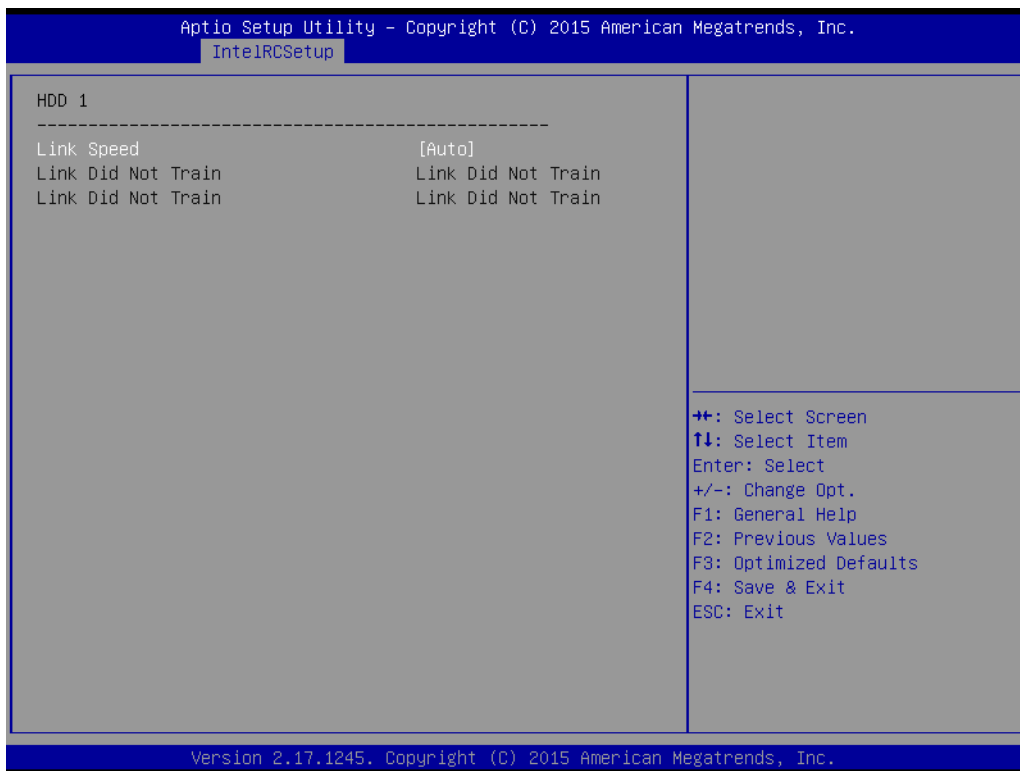 Aptio Setup Utility – Copyright (C) 2015 American Megatrends, Inc.
IntelRCSetup
HDD 1
--------------------------------------------------
Link Speed [Auto]
Link Did Not Train Link Did Not Train
Link Did Not Train Link Did Not Train
→←: Select Screen
↑↓: Select Item
Enter: Select
+/-: Change Opt.
F1: General Help
F2: Previous Values
F3: Optimized Defaults
F4: Save & Exit
ESC: Exit
Version 2.17.1245. Copyright (C) 2015 American Megatrends, Inc.